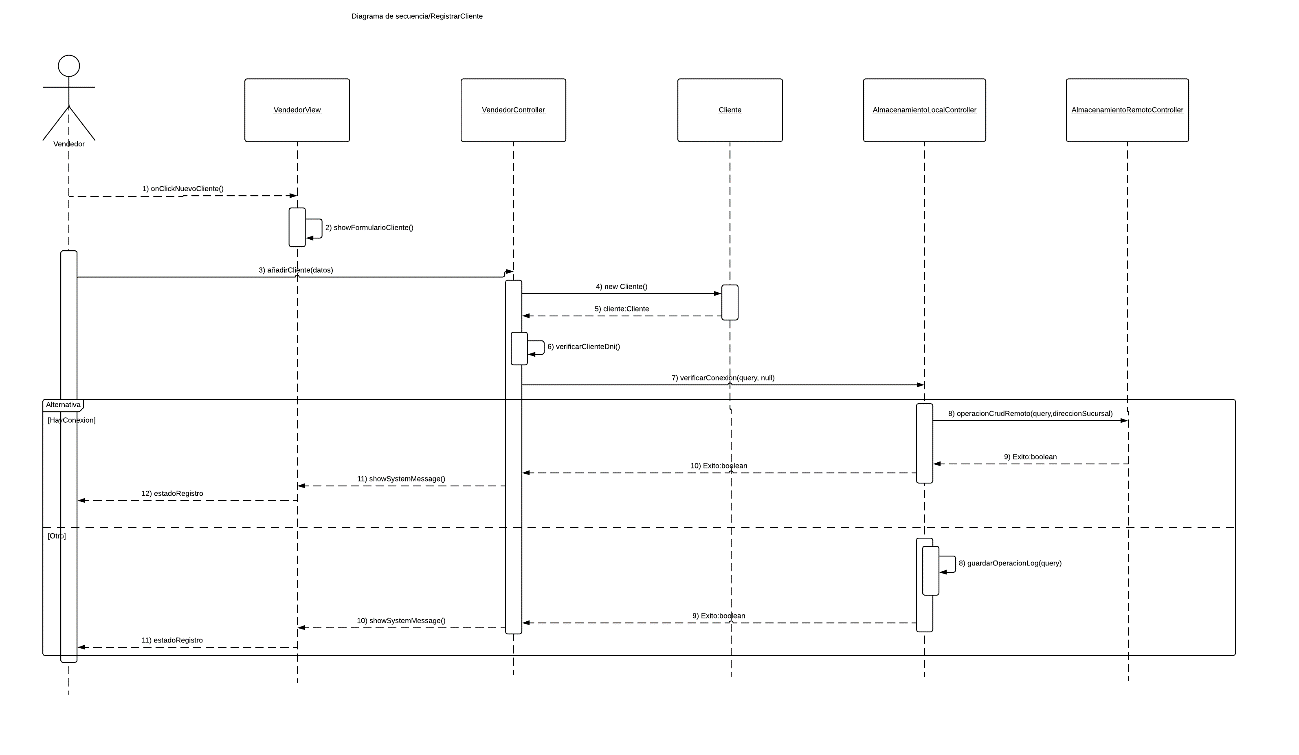 Diagrama de secuencia/RegistrarCliente
Vendedor
VendedorView
VendedorController
Cliente
AlmacenamientoLocalController
AlmacenamientoRemotoController
1) onClickNuevoCliente()
2) showFormularioCliente()
3) añadirCliente(datos)
4) new Cliente()
5) cliente:Cliente
6) verificarClienteDni()
7) verificarConexion(query, null)
Alternativa
[HayConexion]
8) operacionCrudRemoto(query,direccionSucursal)
9) Exito:boolean
10) Exito:boolean
11) showSystemMessage()
12) estadoRegistro
[Otro]
8) guardarOperacionLog(query)
9) Exito:boolean
10) showSystemMessage()
11) estadoRegistro